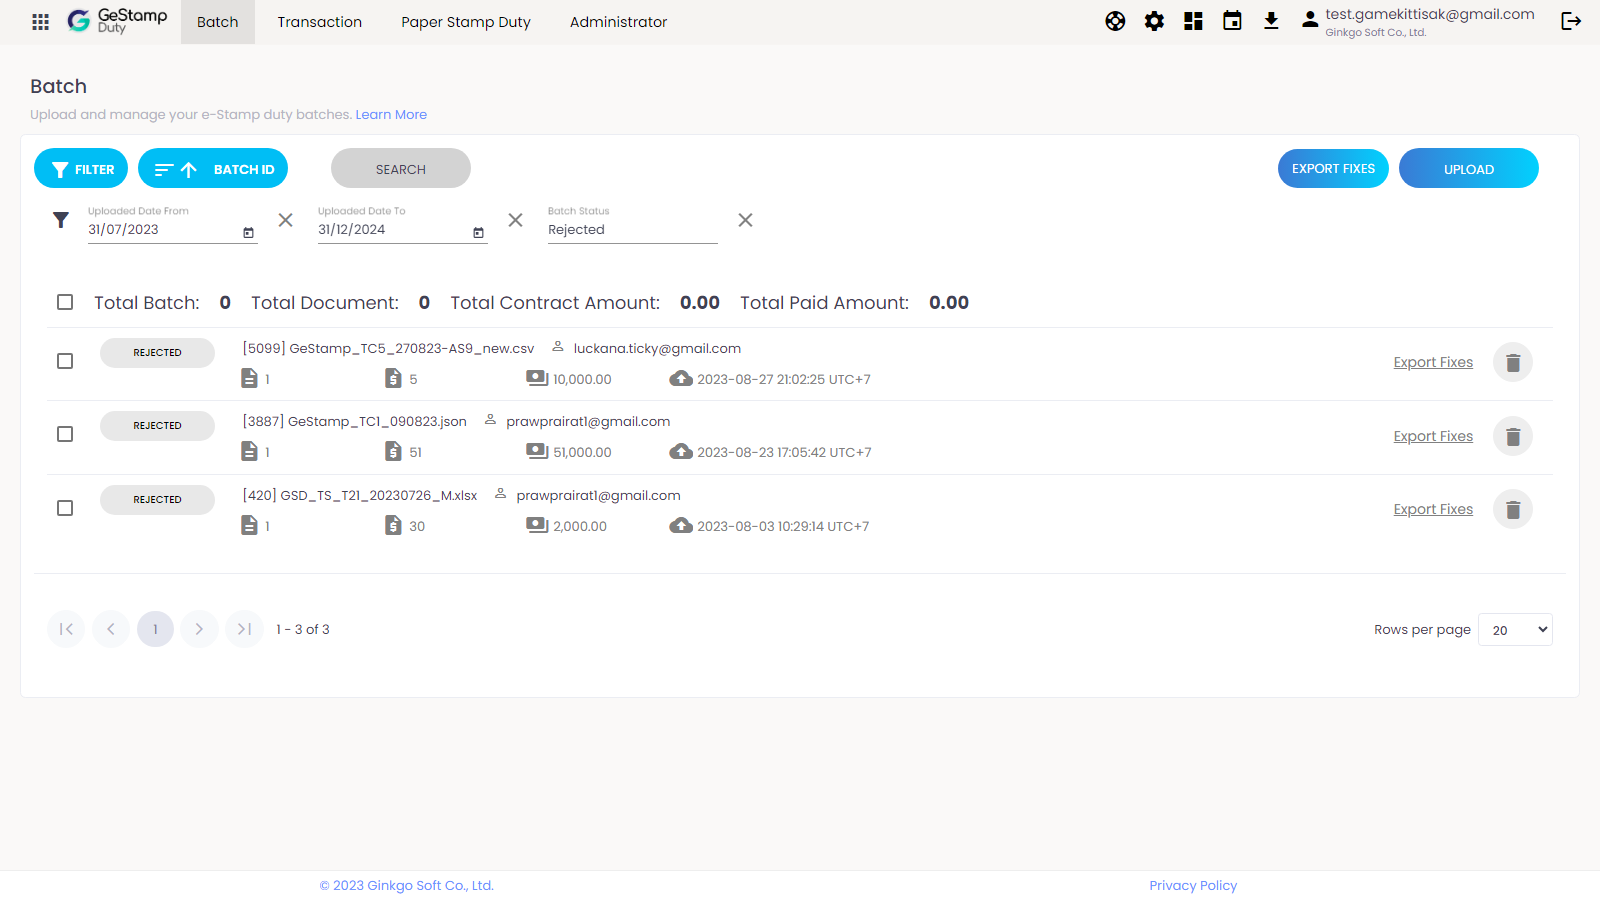 GeStamp Duty Batch Transaction Paper Stamp Duty Administrator test.gamekittisak@gmail.com
Ginkgo Soft Co., Ltd.
Batch
Upload and manage your e-Stamp duty batches. Learn More
FILTER BATCH ID SEARCH EXPORT FIXES UPLOAD
Uploaded Date From Uploaded Date To Batch Status
31/07/2023 31/12/2024 Rejected
Total Batch: 0 Total Document: 0 Total Contract Amount: 0.00 Total Paid Amount: 0.00
REJECTED [5099] GeStamp_TC5_270823-AS9_new.csv luckana.ticky@gmail.com
1 5 10,000.00 2023-08-27 21:02:25 UTC+7 Export Fixes
REJECTED [3887] GeStamp_TC1_090823.json prawprairat1@gmail.com
1 51 51,000.00 2023-08-23 17:05:42 UTC+7 Export Fixes
REJECTED [420] GSD_TS_T21_20230726_M.xlsx prawprairat1@gmail.com
1 30 2,000.00 2023-08-03 10:29:14 UTC+7 Export Fixes
1 1 - 3 of 3 Rows per page 20
© 2023 Ginkgo Soft Co., Ltd. Privacy Policy